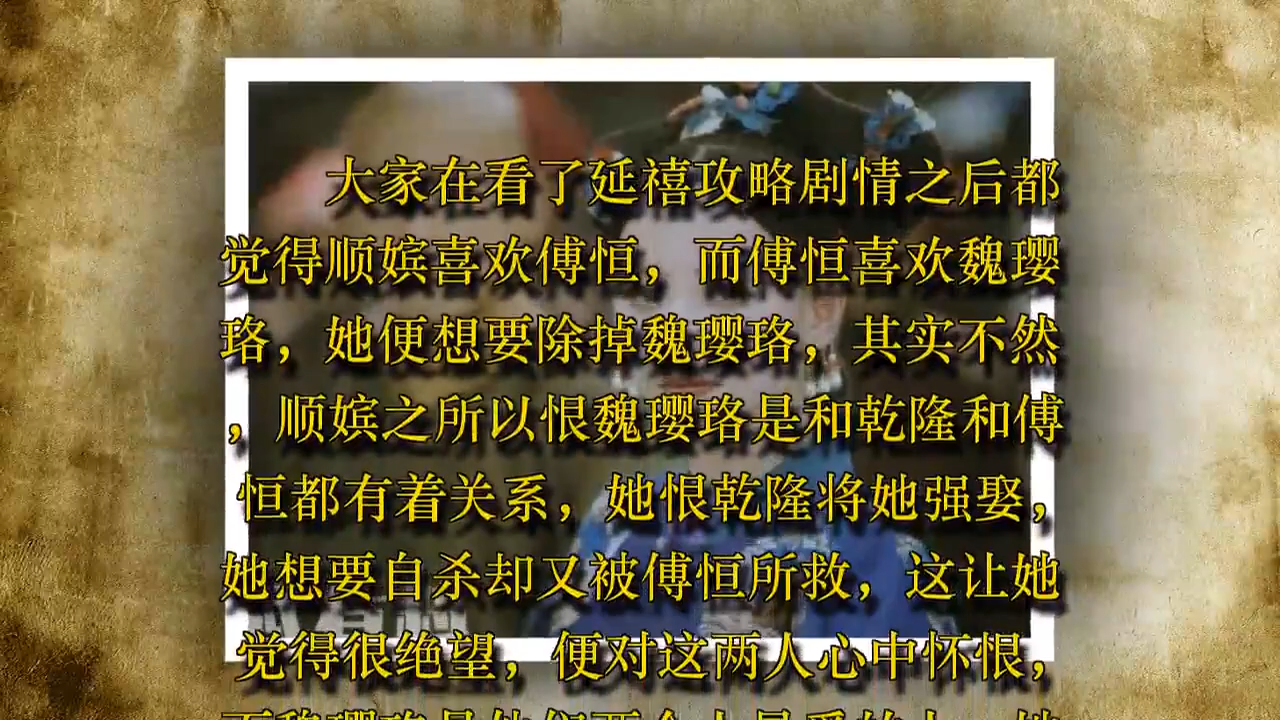 大家在看了延禧攻略剧情之后都
觉得顺嫔喜欢傅恒，而傅恒喜欢魏璎
珞，她便想要除掉魏璎珞，其实不然
，顺嫔之所以恨魏璎珞是和乾隆和傅
恒都有着关系，她恨乾隆将她强娶，
她想要自杀却又被傅恒所救，这让她
觉得很绝望，便对这两人心中怀恨，